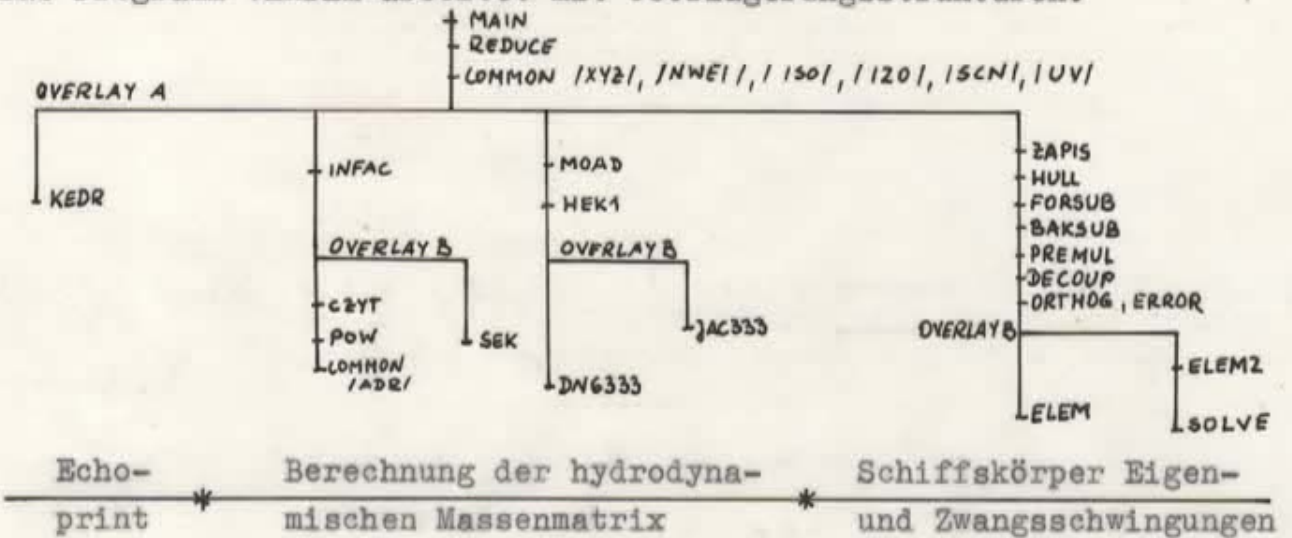 MAIN
REDUCE
COMMON /XYZ/, /NWEI/, /ISO/, /IZO/, /SCN/, /UV/
OVERLAY A
KEDR
INFAC
OVERLAY B
CZYT
POW
COMMON
/ADR/
SEK
MOAD
HEK1
OVERLAY B
JAC333
DN6333
ZAPIS
HULL
FORSUB
BAKSUB
PREMUL
DECOUP
ORTHOG, ERROR
OVERLAY B
ELEM
ELEM2
SOLVE
Echo-
print
Berechnung der hydrodyna-
mischen Massenmatrix
Schiffskörper Eigen-
und Zwangsschwingungen